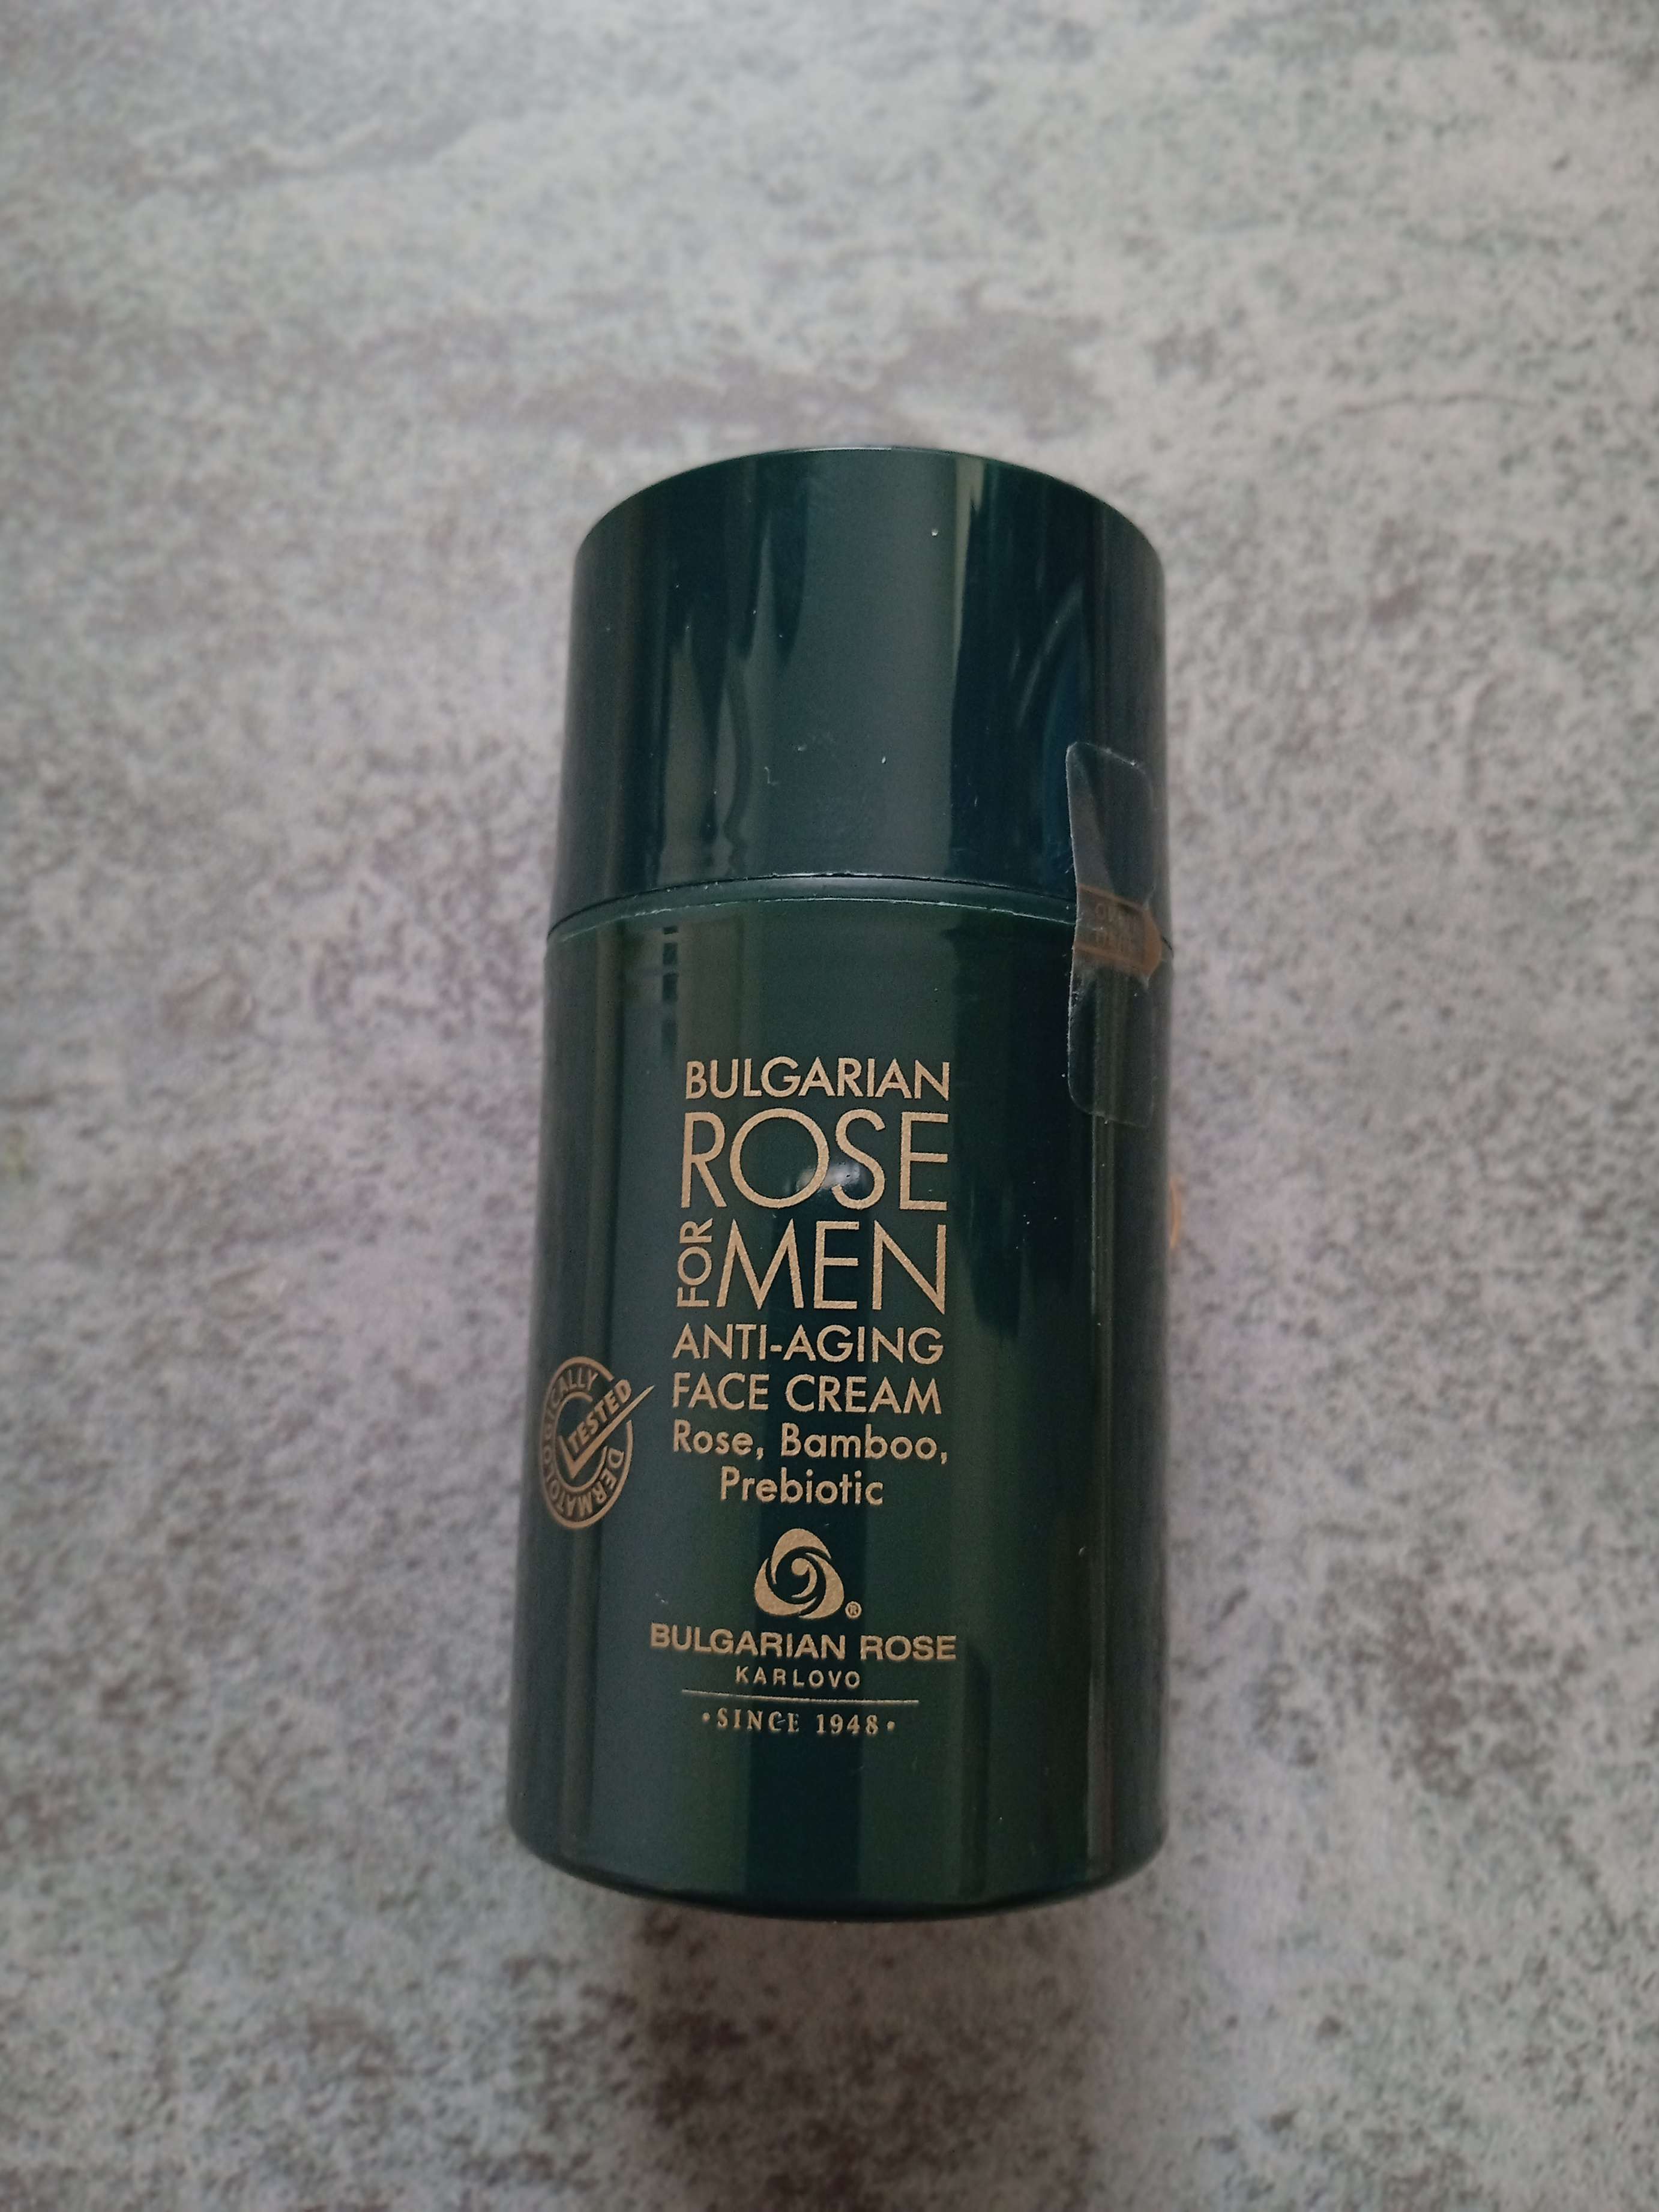 BULGARIAN
ROSE
FOR MEN
ANTI-AGING
FACE CREAM
Rose, Bamboo,
Prebiotic
DERMATOLOGICALLY
TESTED
®
BULGARIAN ROSE
KARLOVO
•SINCE 1948•